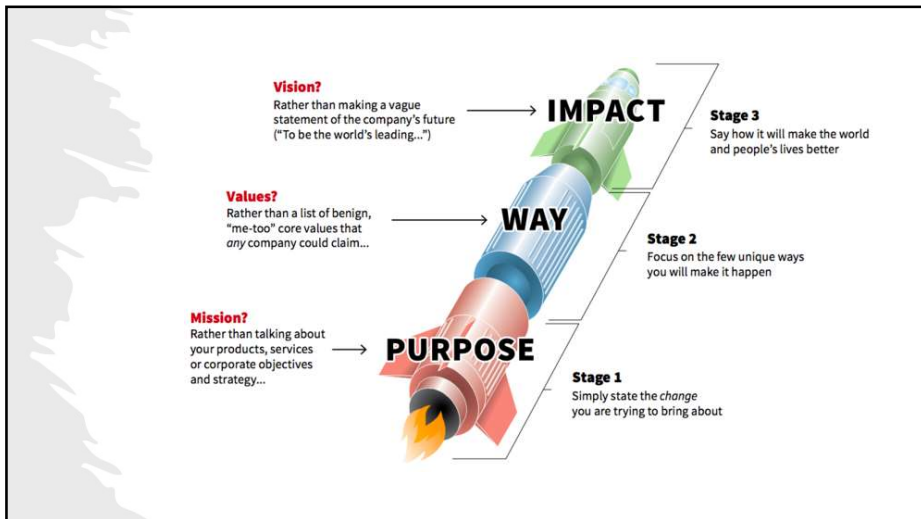 Vision?
Rather than making a vague
statement of the company's future
("To be the world's leading...")
IMPACT
Stage 3
Say how it will make the world
and people's lives better
Values?
Rather than a list of benign,
"me-too" core values that
any company could claim...
WAY
Stage 2
Focus on the few unique ways
you will make it happen
Mission?
Rather than talking about
your products, services
or corporate objectives
and strategy...
PURPOSE
Stage 1
Simply state the change
you are trying to bring about